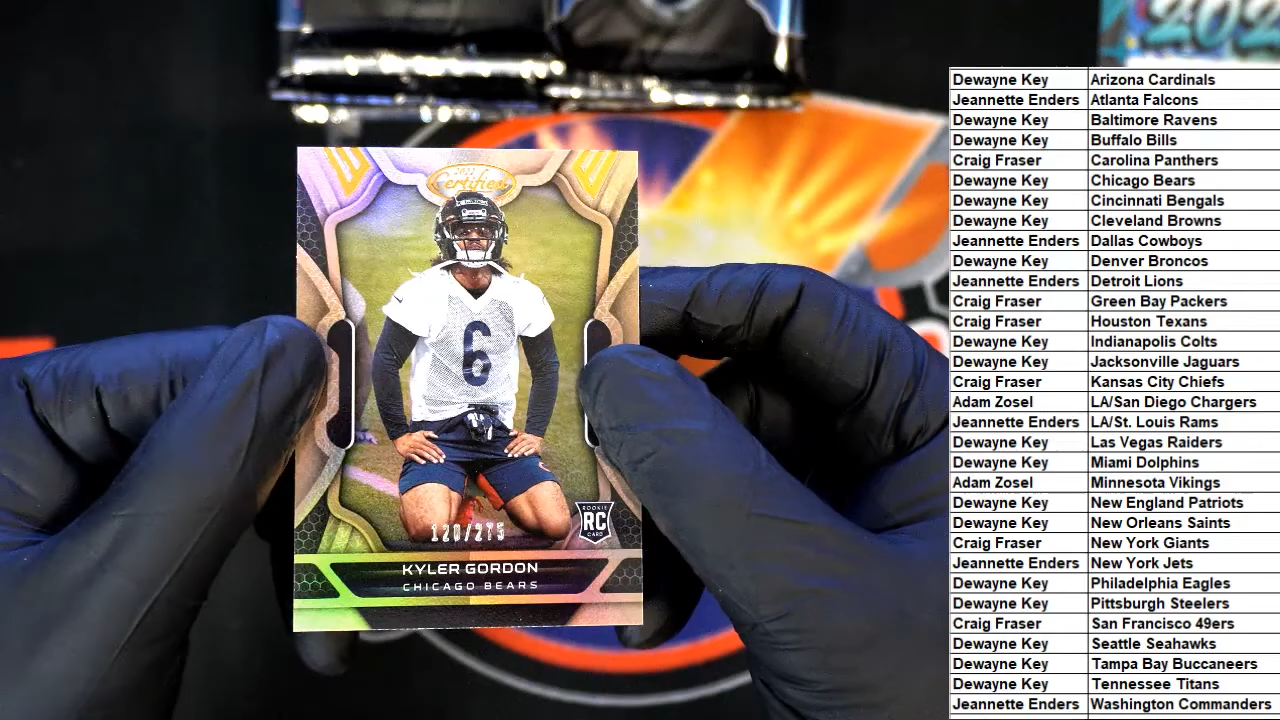 202
2022
Certified
6
120/275
ROOKIE
RC
CARD
KYLER GORDON
CHICAGO BEARS
Dewayne Key Arizona Cardinals
Jeannette Enders Atlanta Falcons
Dewayne Key Baltimore Ravens
Dewayne Key Buffalo Bills
Craig Fraser Carolina Panthers
Dewayne Key Chicago Bears
Dewayne Key Cincinnati Bengals
Dewayne Key Cleveland Browns
Jeannette Enders Dallas Cowboys
Dewayne Key Denver Broncos
Jeannette Enders Detroit Lions
Craig Fraser Green Bay Packers
Craig Fraser Houston Texans
Dewayne Key Indianapolis Colts
Dewayne Key Jacksonville Jaguars
Craig Fraser Kansas City Chiefs
Adam Zosel LA/San Diego Chargers
Jeannette Enders LA/St. Louis Rams
Dewayne Key Las Vegas Raiders
Dewayne Key Miami Dolphins
Adam Zosel Minnesota Vikings
Dewayne Key New England Patriots
Dewayne Key New Orleans Saints
Craig Fraser New York Giants
Jeannette Enders New York Jets
Dewayne Key Philadelphia Eagles
Dewayne Key Pittsburgh Steelers
Craig Fraser San Francisco 49ers
Dewayne Key Seattle Seahawks
Dewayne Key Tampa Bay Buccaneers
Dewayne Key Tennessee Titans
Jeannette Enders Washington Commanders